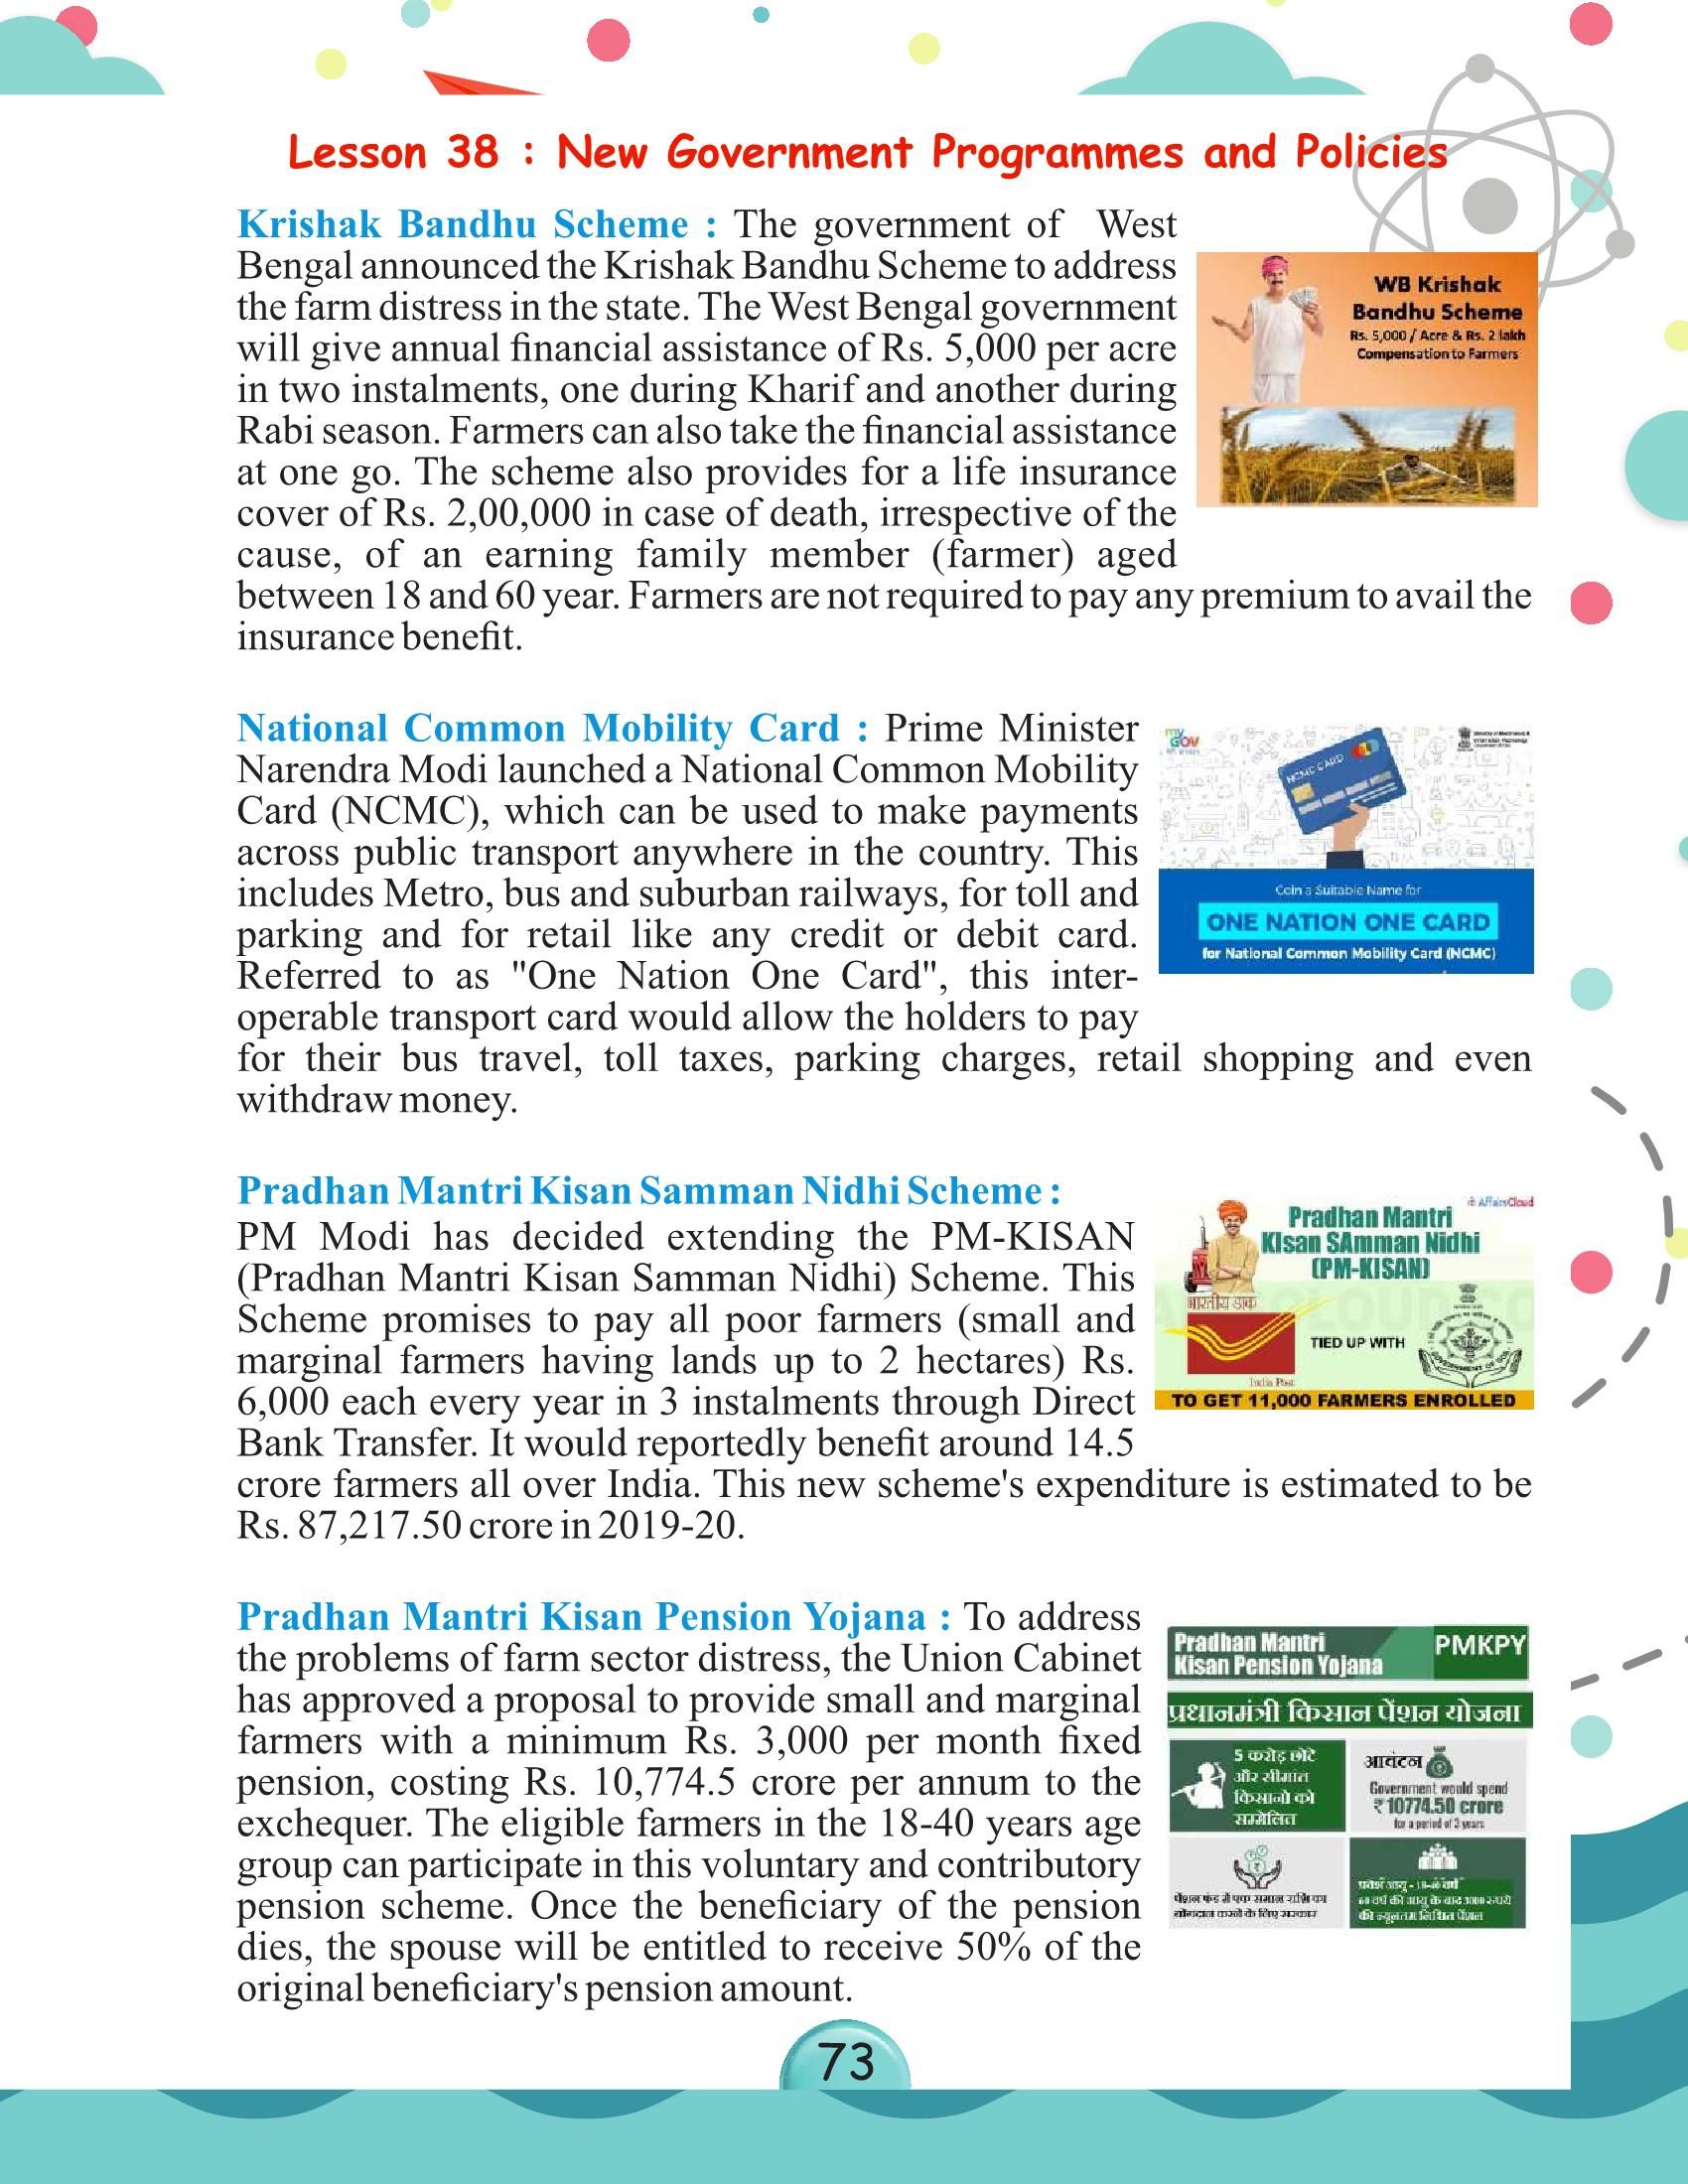 Lesson 38 : New Government Programmes and Policies
Krishak Bandhu Scheme : The government of West
Bengal announced the Krishak Bandhu Scheme to address
the farm distress in the state. The West Bengal government
will give annual financial assistance of Rs. 5,000 per acre
in two instalments, one during Kharif and another during
Rabi season. Farmers can also take the financial assistance
at one go. The scheme also provides for a life insurance
cover of Rs. 2,00,000 in case of death, irrespective of the
cause, of an earning family member (farmer) aged
between 18 and 60 year. Farmers are not required to pay any premium to avail the
insurance benefit.
WB Krishak
Bandhu Scheme
Rs. 5,000 / Acre & Rs. 2 lakh
Compensation to Farmers
National Common Mobility Card : Prime Minister
Narendra Modi launched a National Common Mobility
Card (NCMC), which can be used to make payments
across public transport anywhere in the country. This
includes Metro, bus and suburban railways, for toll and
parking and for retail like any credit or debit card.
Referred to as "One Nation One Card", this inter-
operable transport card would allow the holders to pay
for their bus travel, toll taxes, parking charges, retail shopping and even
withdraw money.
my
GOV
NCMC CARD
Coin a Suitable Name for
ONE NATION ONE CARD
for National Common Mobility Card (NCMC)
Pradhan Mantri Kisan Samman Nidhi Scheme :
PM Modi has decided extending the PM-KISAN
(Pradhan Mantri Kisan Samman Nidhi) Scheme. This
Scheme promises to pay all poor farmers (small and
marginal farmers having lands up to 2 hectares) Rs.
6,000 each every year in 3 instalments through Direct
Bank Transfer. It would reportedly benefit around 14.5
crore farmers all over India. This new scheme's expenditure is estimated to be
Rs. 87,217.50 crore in 2019-20.
AffairsCloud
Pradhan Mantri
KIsan SAmman Nidhi
(PM-KISAN)
भारतीय डाक
India Post
TIED UP WITH
TO GET 11,000 FARMERS ENROLLED
Pradhan Mantri Kisan Pension Yojana : To address
the problems of farm sector distress, the Union Cabinet
has approved a proposal to provide small and marginal
farmers with a minimum Rs. 3,000 per month fixed
pension, costing Rs. 10,774.5 crore per annum to the
exchequer. The eligible farmers in the 18-40 years age
group can participate in this voluntary and contributory
pension scheme. Once the beneficiary of the pension
dies, the spouse will be entitled to receive 50% of the
original beneficiary's pension amount.
Pradhan Mantri
Kisan Pension Yojana
PMKPY
प्रधानमंत्री किसान पेंशन योजना
5 करोड़ छोटे
और सीमांत
किसानो को
सम्मेलित
आवंटन
Government would spend
₹ 10774.50 crore
for a period of 3 years
पेंशन फंड में एक समान राशि का
योगदान करने के लिए सरकार
प्रवेश आयु - 18-40 वर्ष
60 वर्ष की आयु के बाद 3000 रुपये
की न्यूनतम निश्चित पेंशन
73